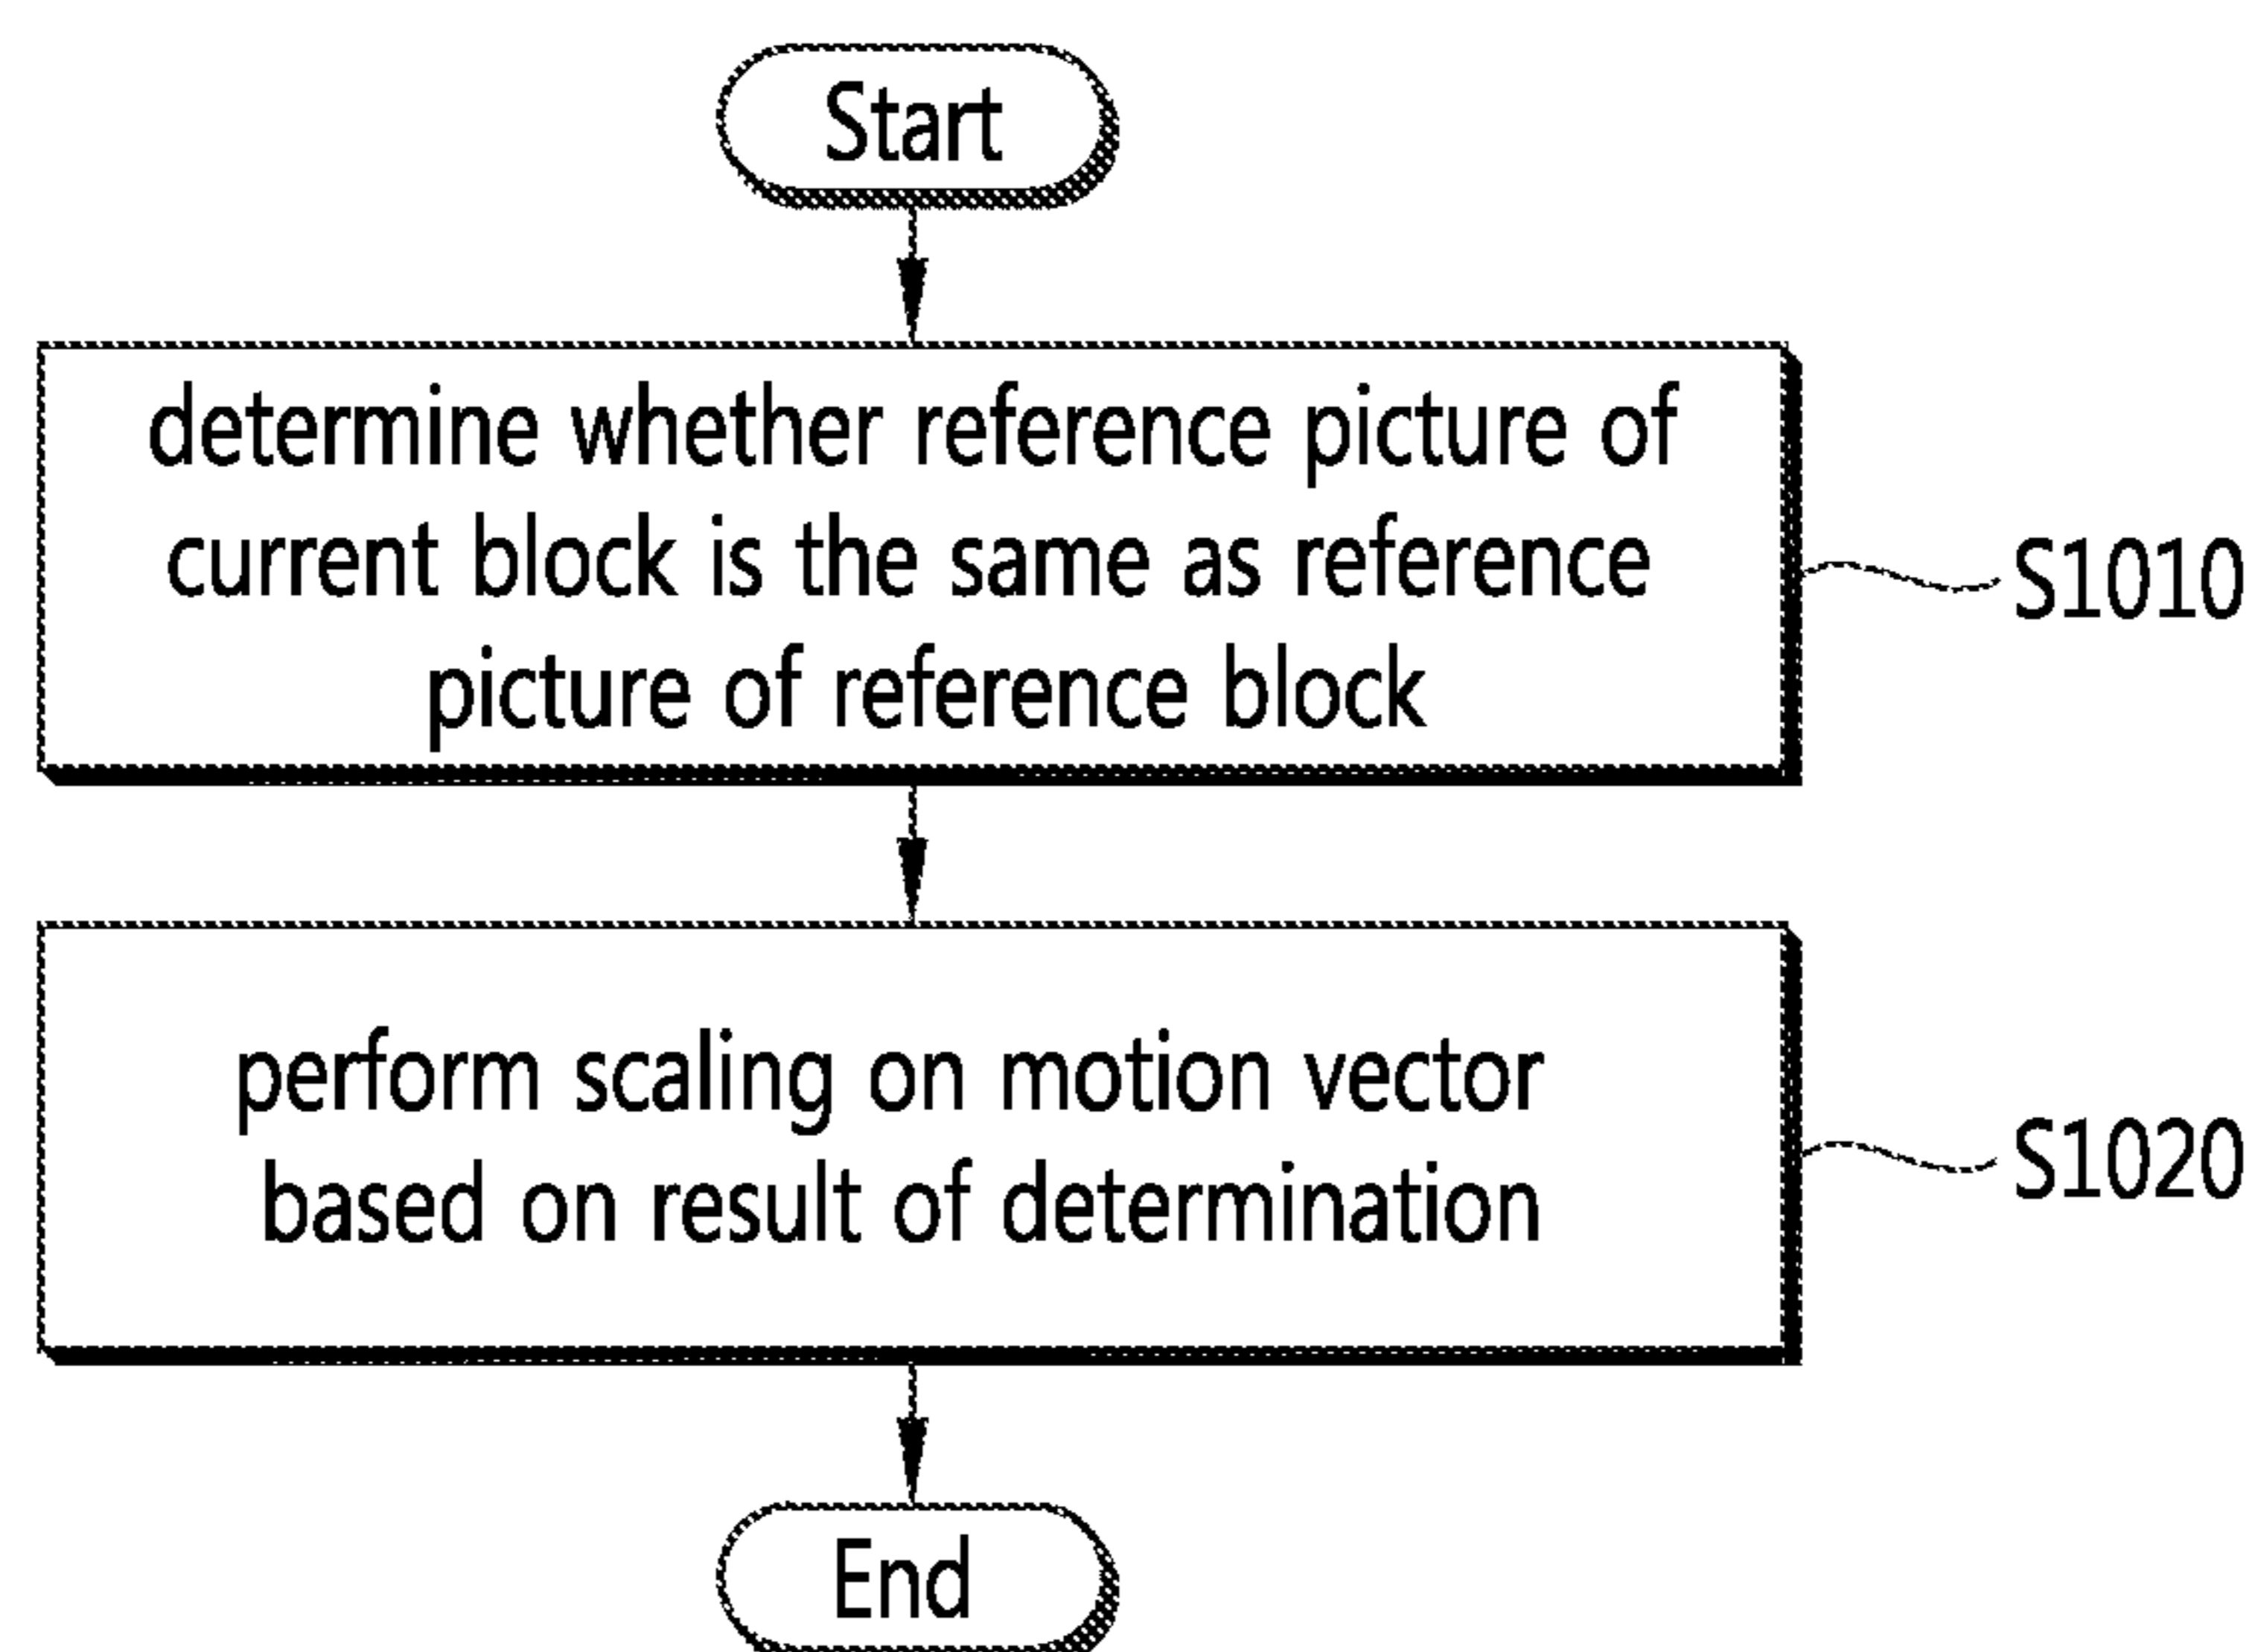 Start
determine whether reference picture of
current block is the same as reference
picture of reference block
S1010
perform scaling on motion vector
based on result of determination
S1020
End